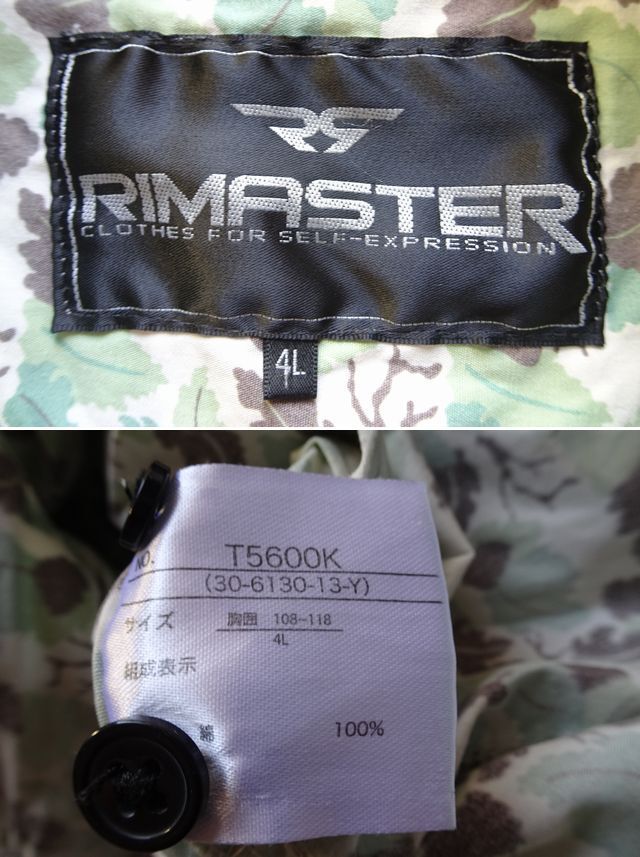 RS
RIMASTER
CLOTHES FOR SELF-EXPRESSION
4L
NO. T5600K
(30-6130-13-Y)
サイズ 胸囲 108-118
4L
組成表示
綿 100%